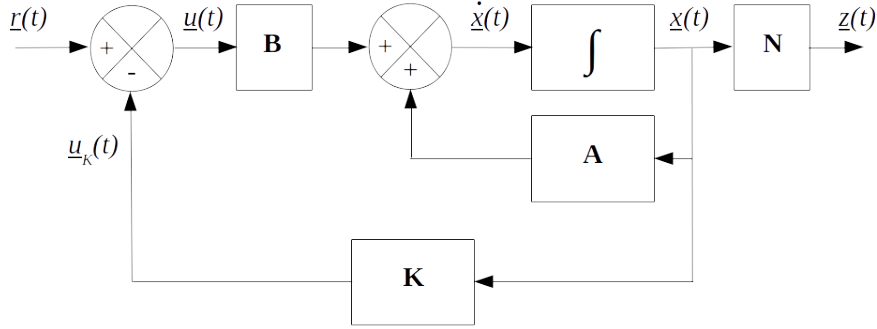 r(t) u(t) ẋ(t) x(t) z(t)
+ B + ∫ N
- +
u_K(t) A
K